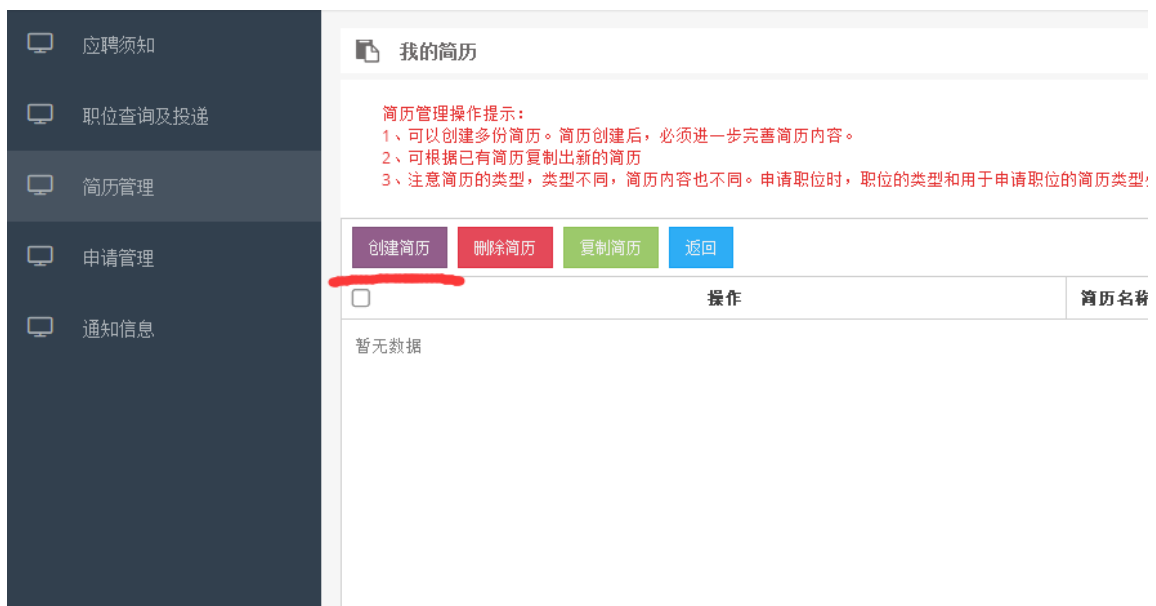 应聘须知
职位查询及投递
简历管理
申请管理
通知信息
我的简历
简历管理操作提示：
1、可以创建多份简历。简历创建后，必须进一步完善简历内容。
2、可根据已有简历复制出新的简历
3、注意简历的类型，类型不同，简历内容也不同。申请职位时，职位的类型和用于申请职位的简历类型
创建简历 删除简历 复制简历 返回
操作 简历名称
暂无数据